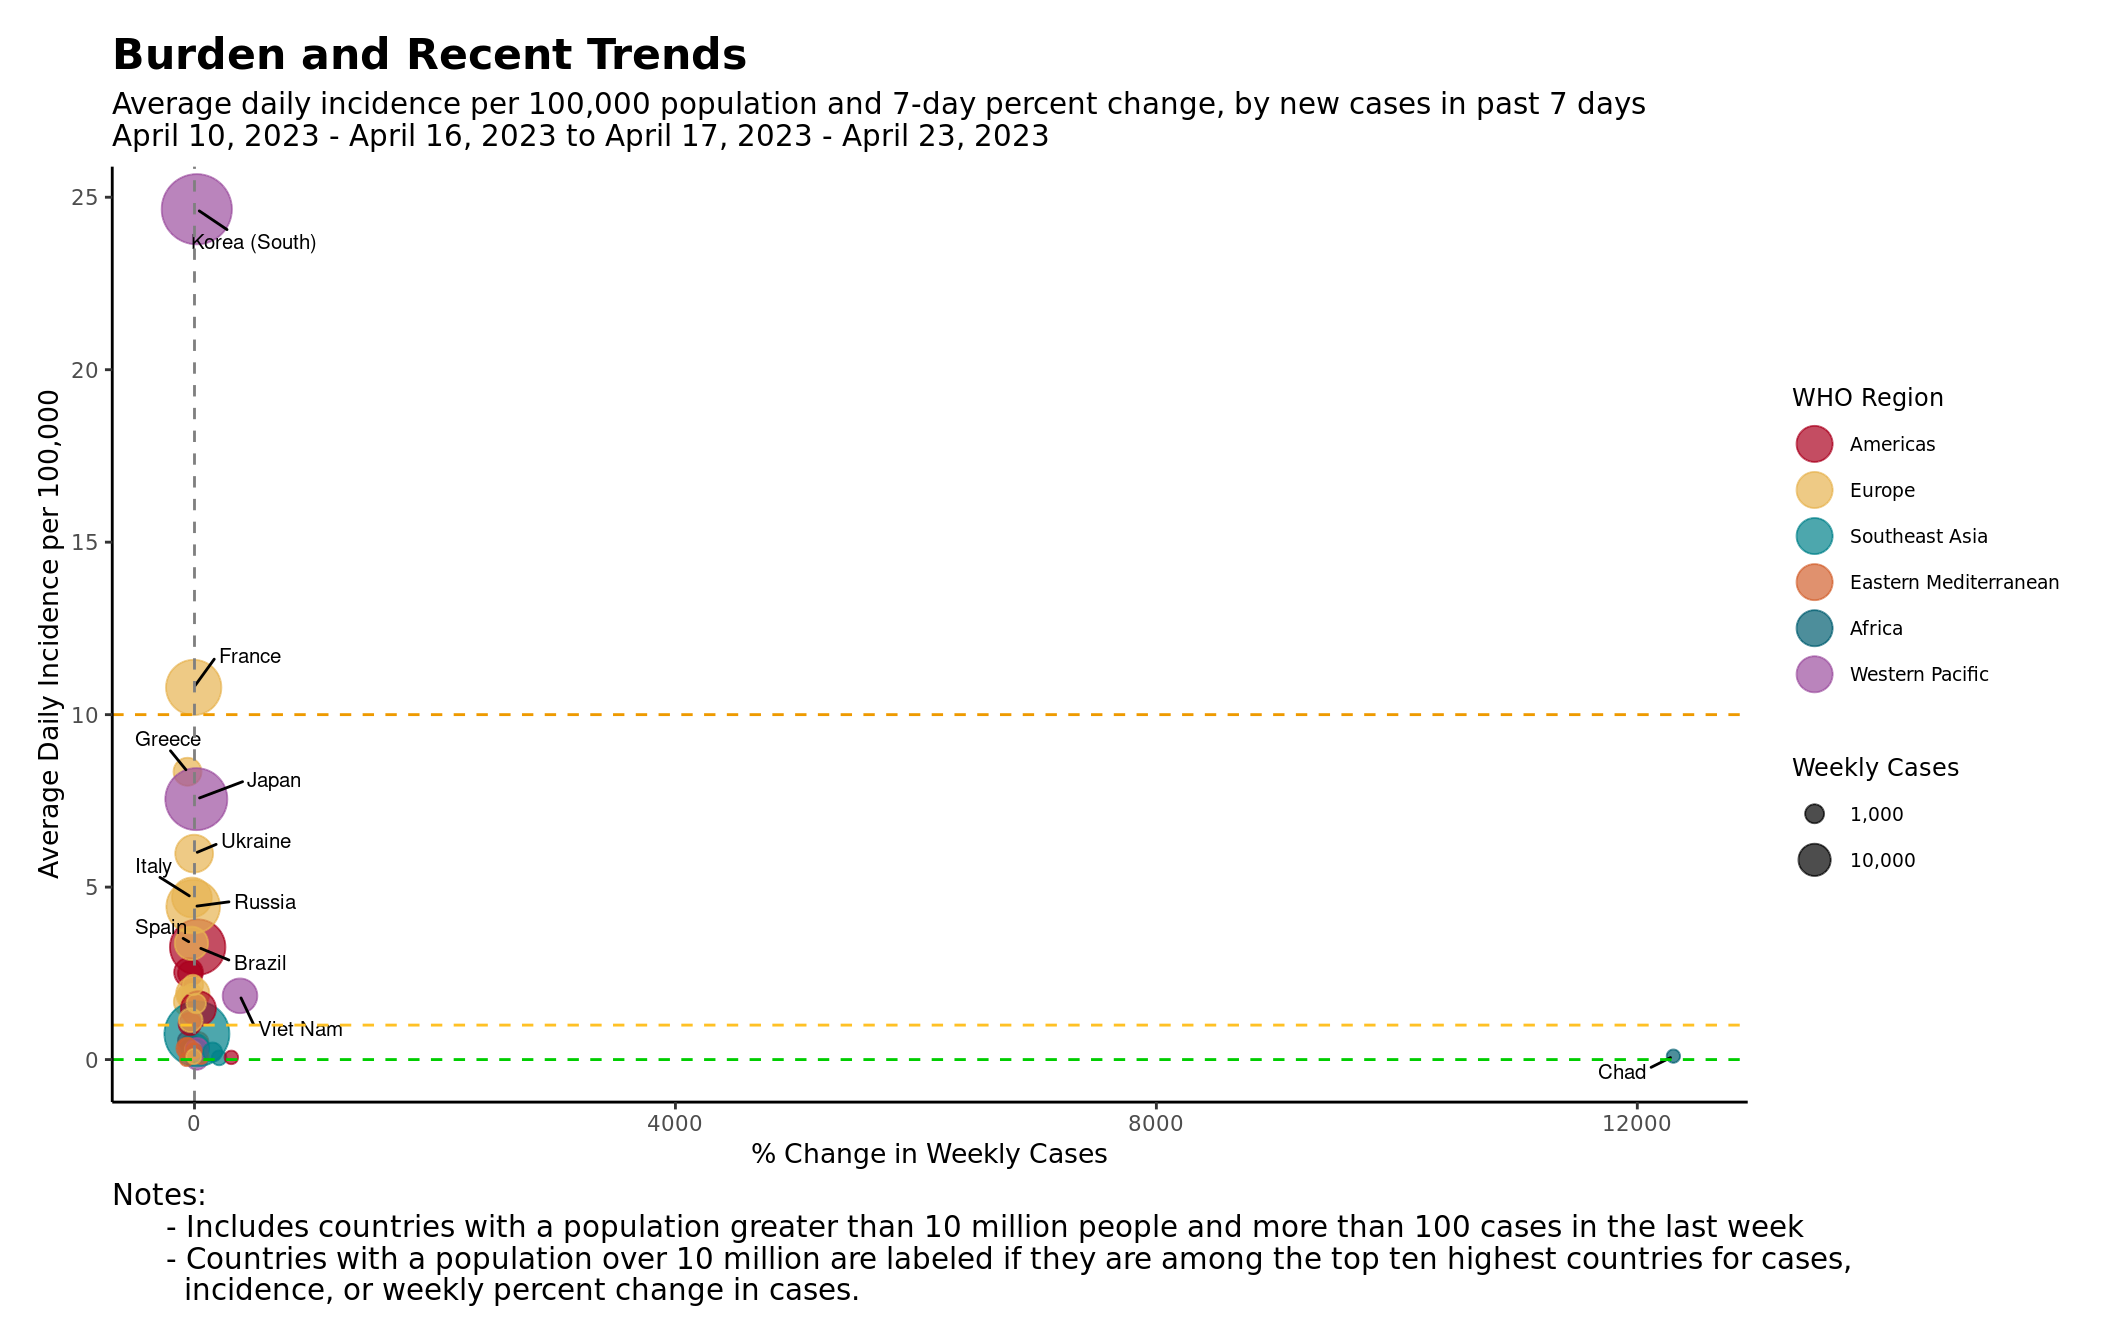 Burden and Recent Trends
Average daily incidence per 100,000 population and 7-day percent change, by new cases in past 7 days
April 10, 2023 - April 16, 2023 to April 17, 2023 - April 23, 2023
Average Daily Incidence per 100,000
25
20
15
10
5
0
Korea (South)
France
Greece
Japan
Ukraine
Italy
Russia
Spain
Brazil
Viet Nam
Chad
0
4000
8000
12000
% Change in Weekly Cases
WHO Region
Americas
Europe
Southeast Asia
Eastern Mediterranean
Africa
Western Pacific
Weekly Cases
1,000
10,000
Notes:
- Includes countries with a population greater than 10 million people and more than 100 cases in the last week
- Countries with a population over 10 million are labeled if they are among the top ten highest countries for cases,
incidence, or weekly percent change in cases.